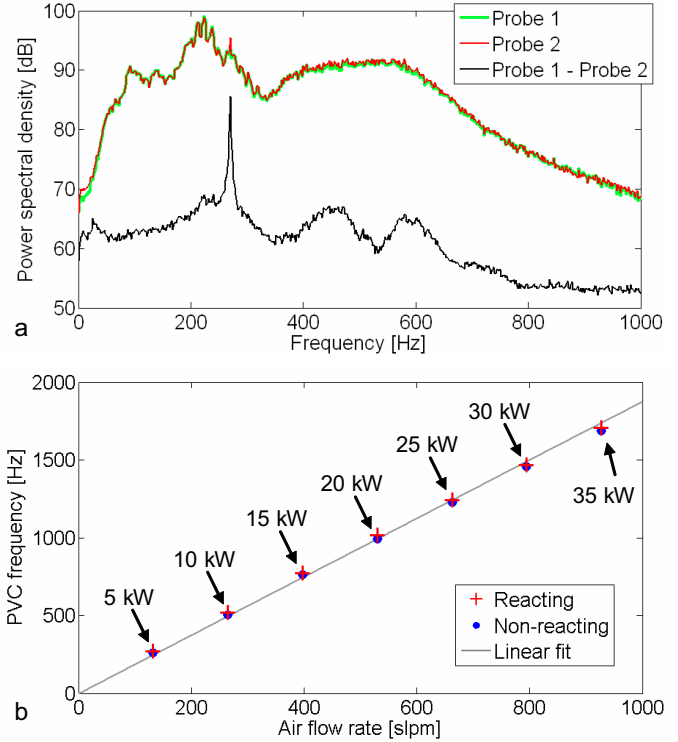 100
90
80
70
60
50
Power spectral density [dB]
Probe 1
Probe 2
Probe 1 - Probe 2
0
200
400
600
800
1000
Frequency [Hz]
a
2000
1500
1000
500
0
PVC frequency [Hz]
5 kW
10 kW
15 kW
20 kW
25 kW
30 kW
35 kW
Reacting
Non-reacting
Linear fit
0
200
400
600
800
1000
Air flow rate [slpm]
b